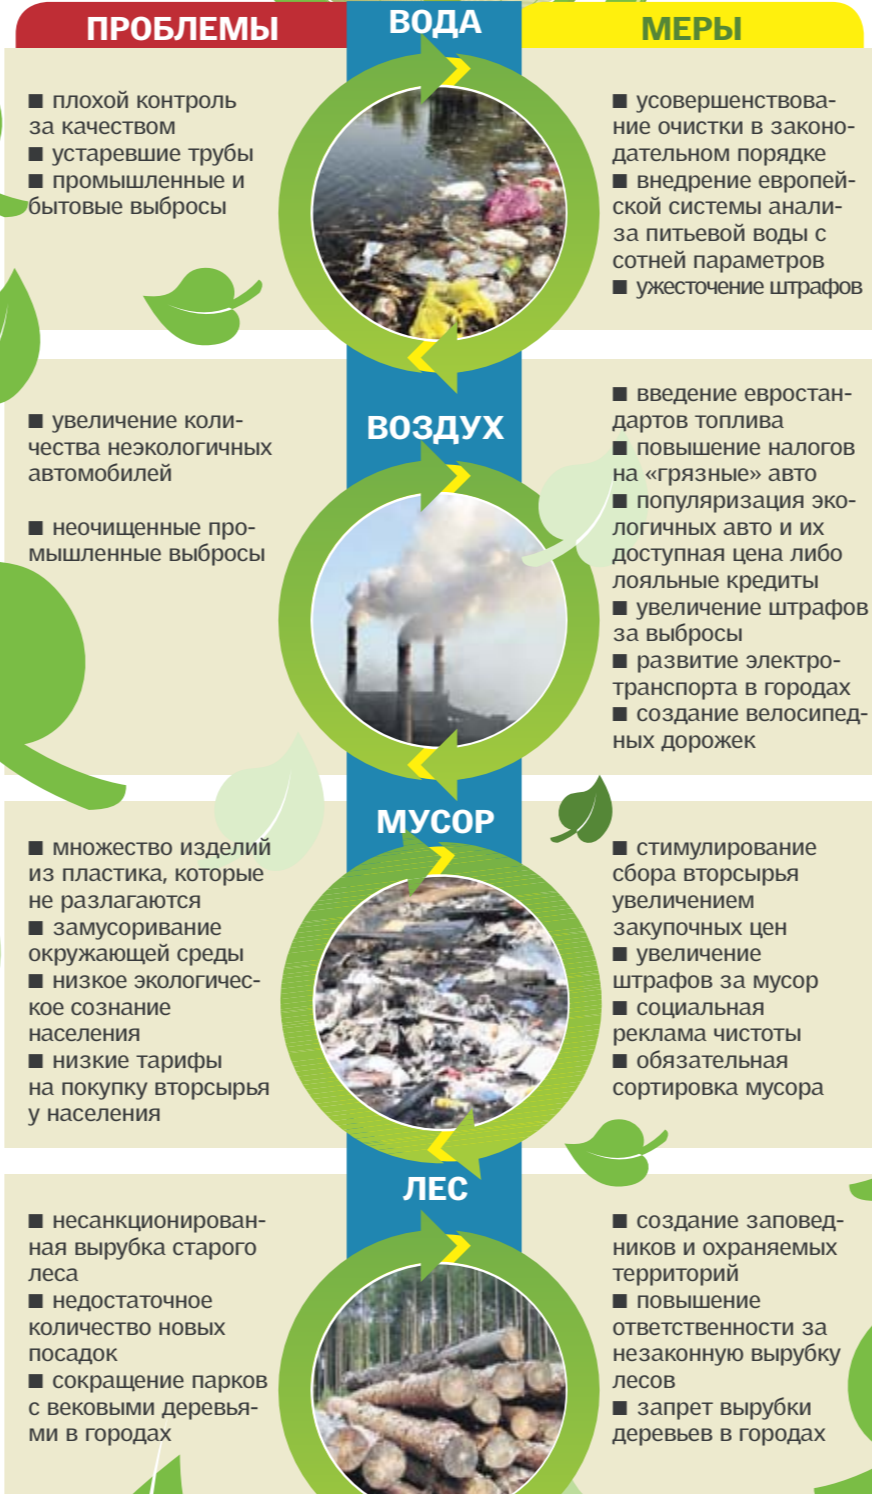 ПРОБЛЕМЫ
ВОДА
МЕРЫ
■ плохой контроль
за качеством
■ устаревшие трубы
■ промышленные и
бытовые выбросы
■ усовершенствова-
ние очистки в законо-
дательном порядке
■ внедрение европей-
ской системы анали-
за питьевой воды с
сотней параметров
■ ужесточение штрафов
ВОЗДУХ
■ увеличение коли-
чества неэкологичных
автомобилей
■ неочищенные про-
мышленные выбросы
■ введение евростан-
дартов топлива
■ повышение налогов
на «грязные» авто
■ популяризация эко-
логичных авто и их
доступная цена либо
лояльные кредиты
■ увеличение штрафов
за выбросы
■ развитие электро-
транспорта в городах
■ создание велосипед-
ных дорожек
МУСОР
■ множество изделий
из пластика, которые
не разлагаются
■ замусоривание
окружающей среды
■ низкое экологичес-
кое сознание
населения
■ низкие тарифы
на покупку вторсырья
у населения
■ стимулирование
сбора вторсырья
увеличением
закупочных цен
■ увеличение
штрафов за мусор
■ социальная
реклама чистоты
■ обязательная
сортировка мусора
ЛЕС
■ несанкционирован-
ная вырубка старого
леса
■ недостаточное
количество новых
посадок
■ сокращение парков
с вековыми деревья-
ми в городах
■ создание заповед-
ников и охраняемых
территорий
■ повышение
ответственности за
незаконную вырубку
лесов
■ запрет вырубки
деревьев в городах